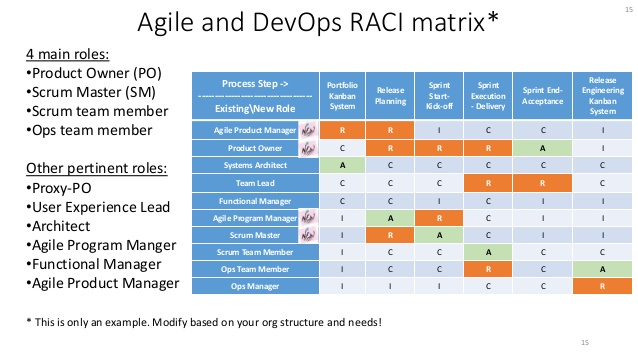 15
Agile and DevOps RACI matrix*
4 main roles:
•Product Owner (PO)
•Scrum Master (SM)
•Scrum team member
•Ops team member
Other pertinent roles:
•Proxy-PO
•User Experience Lead
•Architect
•Agile Program Manger
•Functional Manager
•Agile Product Manager
Process Step -> Portfolio Kanban System Release Planning Sprint Start- Kick-off Sprint Execution - Delivery Sprint End- Acceptance Release Engineering Kanban System
Existing\New Role
Agile Product Manager NEW R R I C C I
Product Owner NEW C R R R A I
Systems Architect A C C C C C
Team Lead C C C R R C
Functional Manager C C I C I I
Agile Program Manager NEW I A R C I I
Scrum Master NEW I R A C I I
Scrum Team Member I C C A C C
Ops Team Member I C C R C A
Ops Manager I I I C C R
* This is only an example. Modify based on your org structure and needs!
15